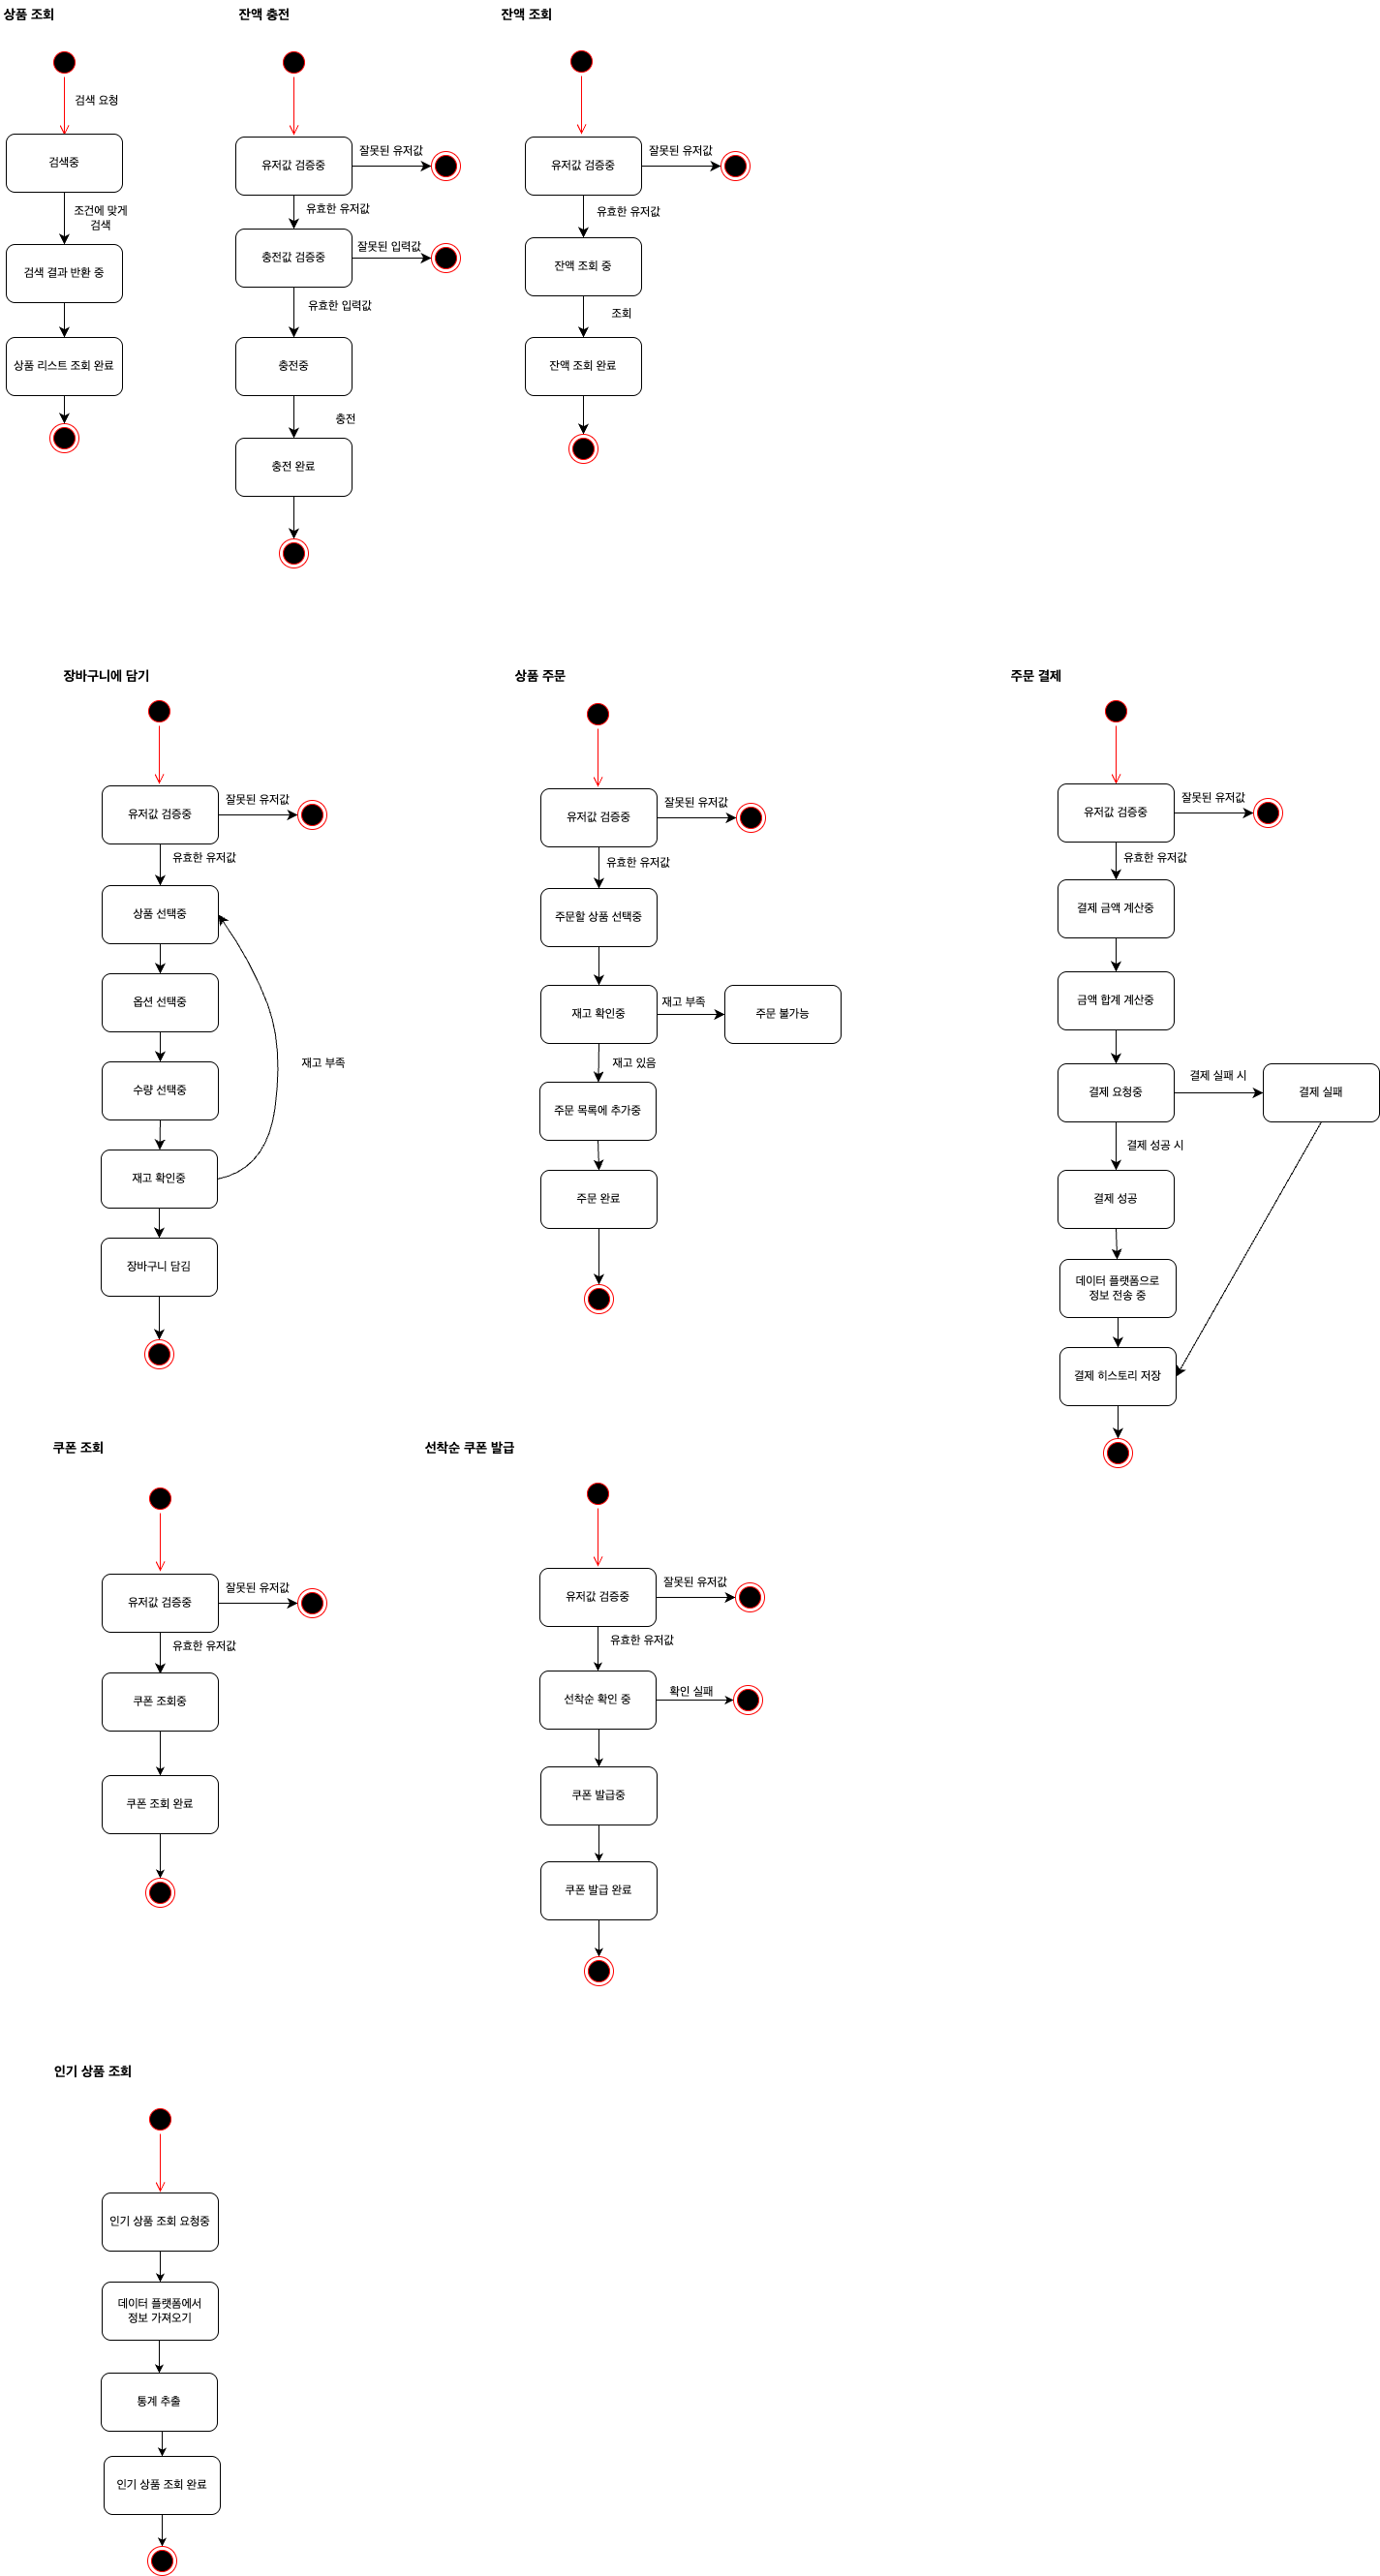 상품 조회
검색 요청
검색중
조건에 맞게
검색
검색 결과 반환 중
상품 리스트 조회 완료
잔액 충전
유저값 검증중
잘못된 유저값
유효한 유저값
충전값 검증중
잘못된 입력값
유효한 입력값
충전중
충전
충전 완료
잔액 조회
유저값 검증중
잘못된 유저값
유효한 유저값
잔액 조회 중
조회
잔액 조회 완료
장바구니에 담기
유저값 검증중
잘못된 유저값
유효한 유저값
상품 선택중
옵션 선택중
수량 선택중
재고 부족
재고 확인중
장바구니 담김
상품 주문
유저값 검증중
잘못된 유저값
유효한 유저값
주문할 상품 선택중
재고 확인중
재고 부족
주문 불가능
재고 있음
주문 목록에 추가중
주문 완료
주문 결제
유저값 검증중
잘못된 유저값
유효한 유저값
결제 금액 계산중
금액 합계 계산중
결제 요청중
결제 실패 시
결제 실패
결제 성공 시
결제 성공
데이터 플랫폼으로
정보 전송 중
결제 히스토리 저장
쿠폰 조회
유저값 검증중
잘못된 유저값
유효한 유저값
쿠폰 조회중
쿠폰 조회 완료
선착순 쿠폰 발급
유저값 검증중
잘못된 유저값
유효한 유저값
선착순 확인 중
확인 실패
쿠폰 발급중
쿠폰 발급 완료
인기 상품 조회
인기 상품 조회 요청중
데이터 플랫폼에서
정보 가져오기
통계 추출
인기 상품 조회 완료